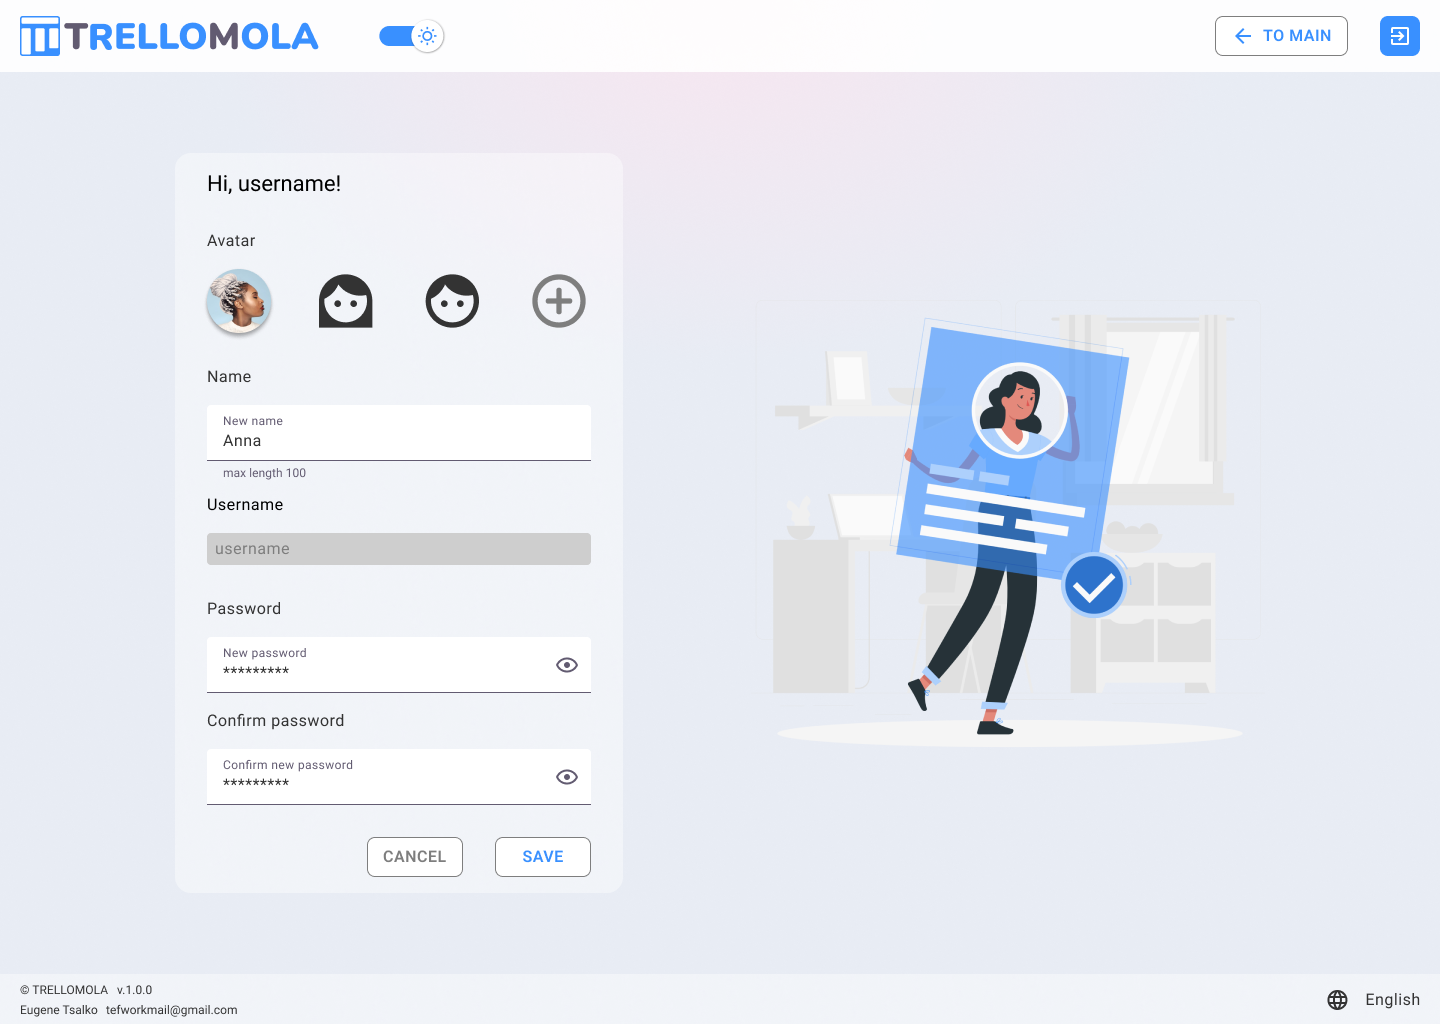 TRELLOMOLA
TO MAIN
Hi, username!
Avatar
Name
New name
Anna
max length 100
Username
username
Password
New password
*********
Confirm password
Confirm new password
*********
CANCEL
SAVE
© TRELLOMOLA v.1.0.0
Eugene Tsalko tefworkmail@gmail.com
English